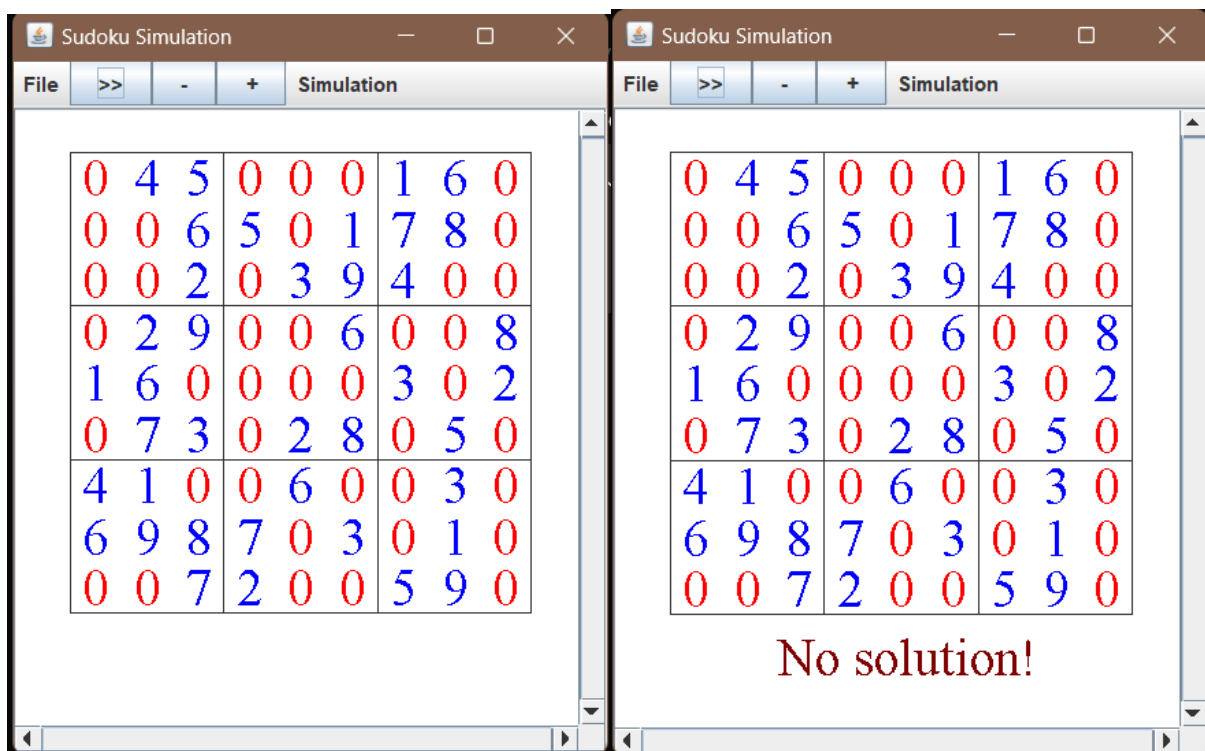 Sudoku Simulation
File >> - + Simulation
0 4 5 0 0 0 1 6 0
0 0 6 5 0 1 7 8 0
0 0 2 0 3 9 4 0 0
0 2 9 0 0 6 0 0 8
1 6 0 0 0 0 3 0 2
0 7 3 0 2 8 0 5 0
4 1 0 0 6 0 0 3 0
6 9 8 7 0 3 0 1 0
0 0 7 2 0 0 5 9 0
Sudoku Simulation
File >> - + Simulation
0 4 5 0 0 0 1 6 0
0 0 6 5 0 1 7 8 0
0 0 2 0 3 9 4 0 0
0 2 9 0 0 6 0 0 8
1 6 0 0 0 0 3 0 2
0 7 3 0 2 8 0 5 0
4 1 0 0 6 0 0 3 0
6 9 8 7 0 3 0 1 0
0 0 7 2 0 0 5 9 0
No solution!